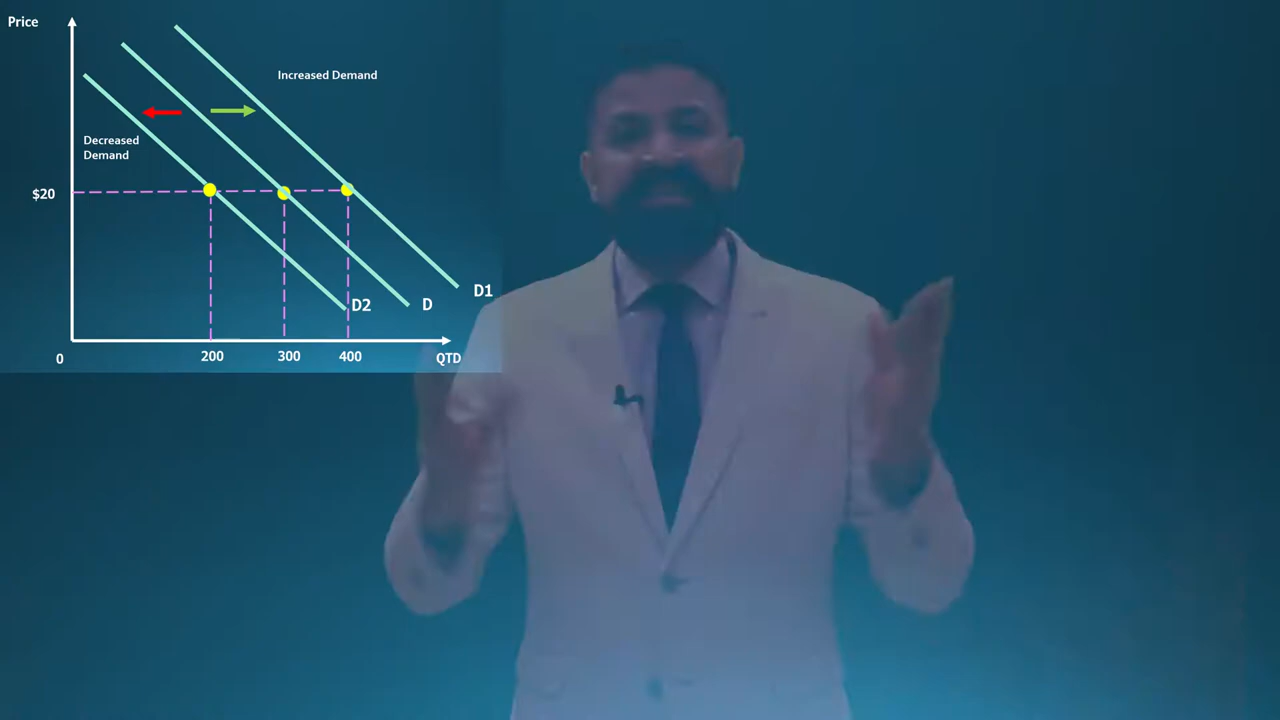 Price
Increased Demand
Decreased
Demand
$20
D1
D2
D
200
300
400
0
QTD